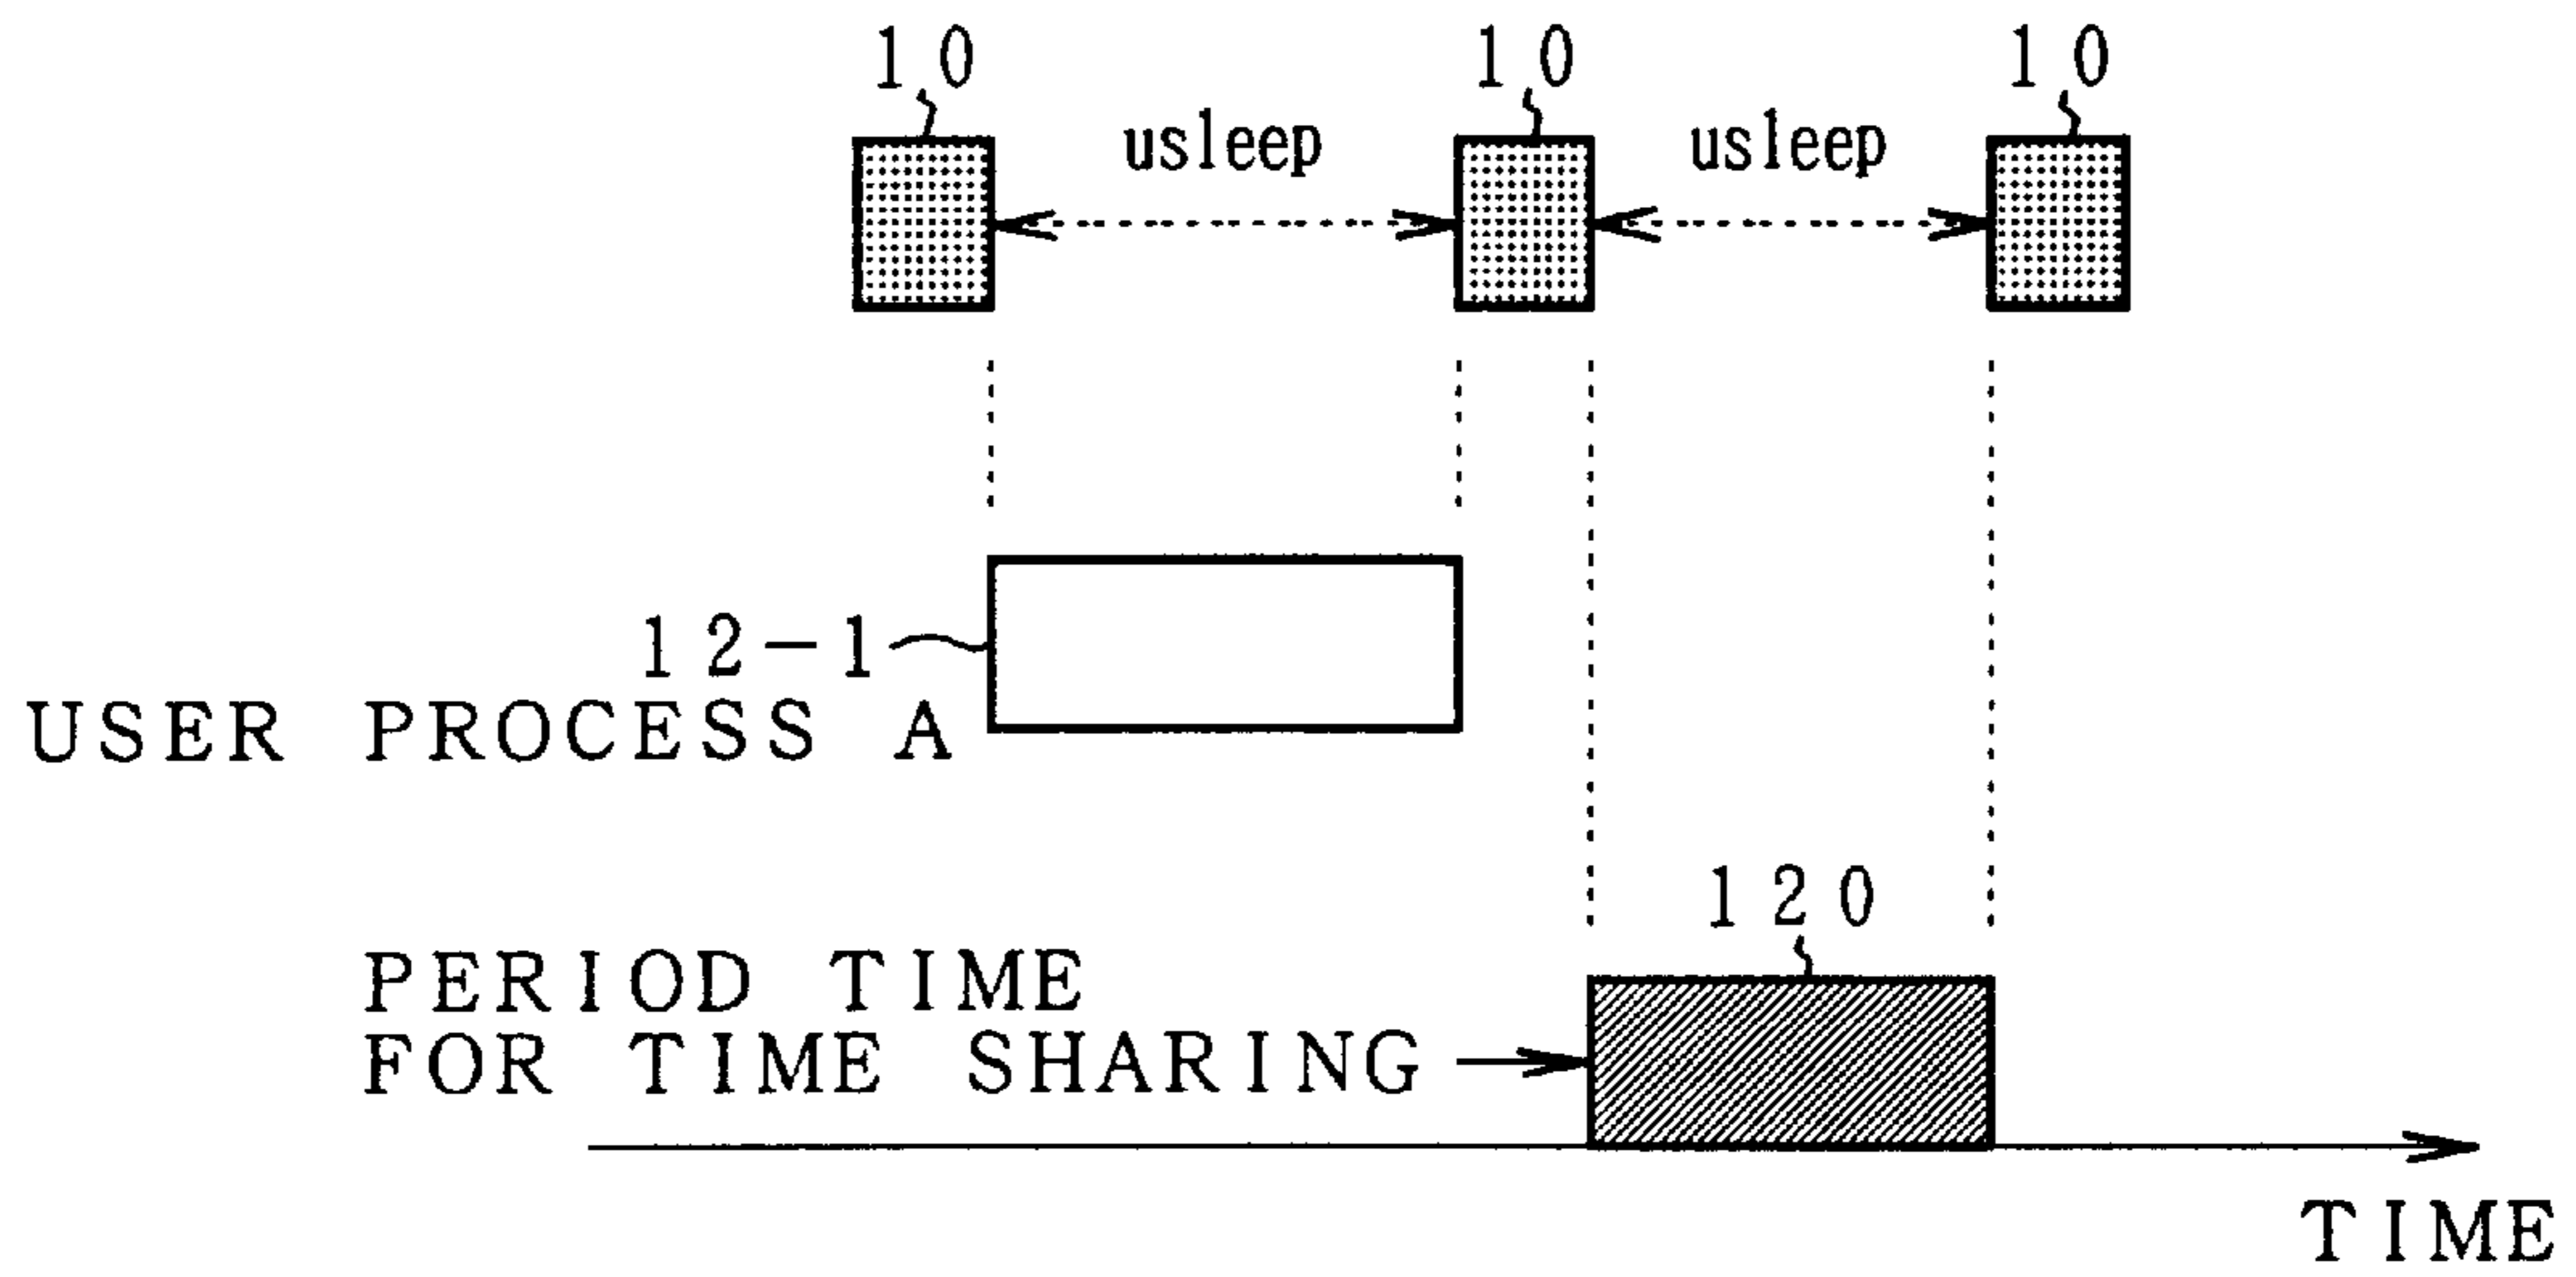 10 10 10
usleep usleep
12-1
USER PROCESS A
120
PERIOD TIME
FOR TIME SHARING
TIME